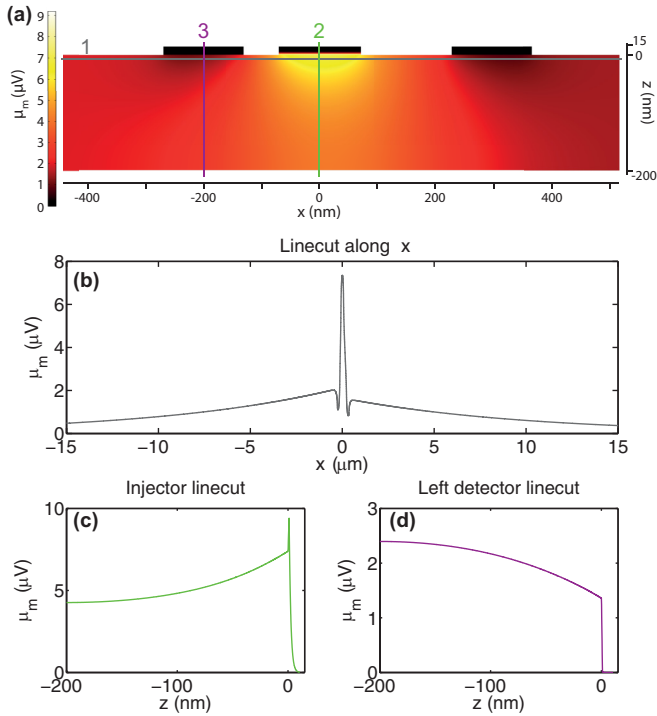 (a)
9
8
7
6
5
4
3
2
1
0
μm (μV)
1
3
2
15
0
-200
z (nm)
-400 -200 0 200 400
x (nm)
Linecut along x
(b)
8
6
4
2
0
μm (μV)
−15 −10 −5 0 5 10 15
x (μm)
Injector linecut
(c)
10
5
0
μm (μV)
−200 −100 0
z (nm)
Left detector linecut
(d)
3
2
1
0
μm (μV)
−200 −100 0
z (nm)